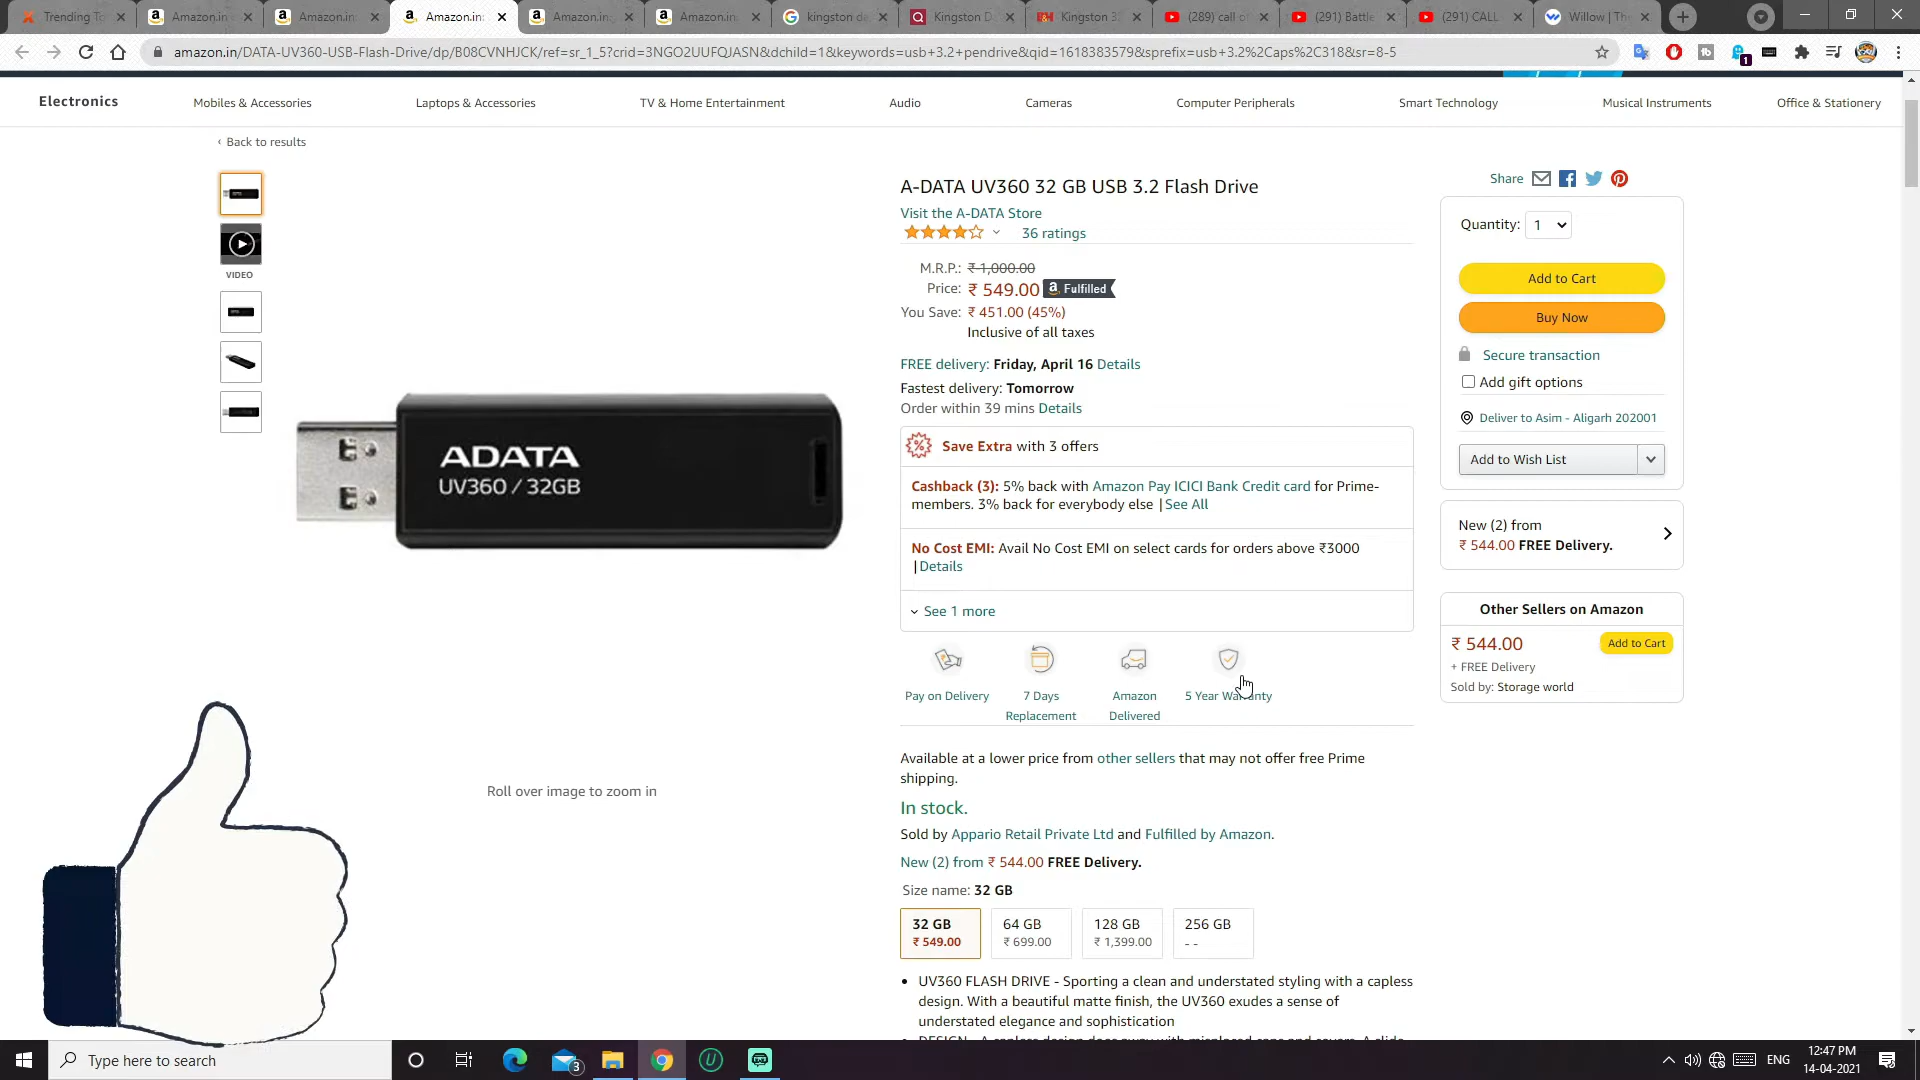 Trending To
Amazon.in
Amazon.in:
Amazon.in:
Amazon.in:
Amazon.in:
kingston da
Kingston D
Kingston 3
(289) call o
(291) Battle
(291) CALL
Willow | Th
amazon.in/DATA-UV360-USB-Flash-Drive/dp/B08CVNHJCK/ref=sr_1_5?crid=3NGO2UUFQJASN&dchild=1&keywords=usb+3.2+pendrive&qid=1618383579&sprefix=usb+3.2%2Caps%2C318&sr=8-5
1
Electronics
Mobiles & Accessories
Laptops & Accessories
TV & Home Entertainment
Audio
Cameras
Computer Peripherals
Smart Technology
Musical Instruments
Office & Stationery
‹ Back to results
VIDEO
ADATA
UV360 / 32GB
Roll over image to zoom in
A-DATA UV360 32 GB USB 3.2 Flash Drive
Visit the A-DATA Store
36 ratings
M.R.P.: ₹ 1,000.00
Price: ₹ 549.00 a Fulfilled
You Save: ₹ 451.00 (45%)
Inclusive of all taxes
FREE delivery: Friday, April 16 Details
Fastest delivery: Tomorrow
Order within 39 mins Details
Save Extra with 3 offers
Cashback (3): 5% back with Amazon Pay ICICI Bank Credit card for Prime-
members. 3% back for everybody else | See All
No Cost EMI: Avail No Cost EMI on select cards for orders above ₹3000
| Details
See 1 more
Pay on Delivery
7 Days
Replacement
Amazon
Delivered
5 Year Warranty
Available at a lower price from other sellers that may not offer free Prime
shipping.
In stock.
Sold by Appario Retail Private Ltd and Fulfilled by Amazon.
New (2) from ₹ 544.00 FREE Delivery.
Size name: 32 GB
32 GB
₹ 549.00
64 GB
₹ 699.00
128 GB
₹ 1,399.00
256 GB
- -
• UV360 FLASH DRIVE - Sporting a clean and understated styling with a capless
design. With a beautiful matte finish, the UV360 exudes a sense of
understated elegance and sophistication
Share
Quantity: 1
Add to Cart
Buy Now
Secure transaction
Add gift options
Deliver to Asim - Aligarh 202001
Add to Wish List
New (2) from
₹ 544.00 FREE Delivery.
Other Sellers on Amazon
₹ 544.00
Add to Cart
+ FREE Delivery
Sold by: Storage world
Type here to search
3
ENG
12:47 PM
14-04-2021